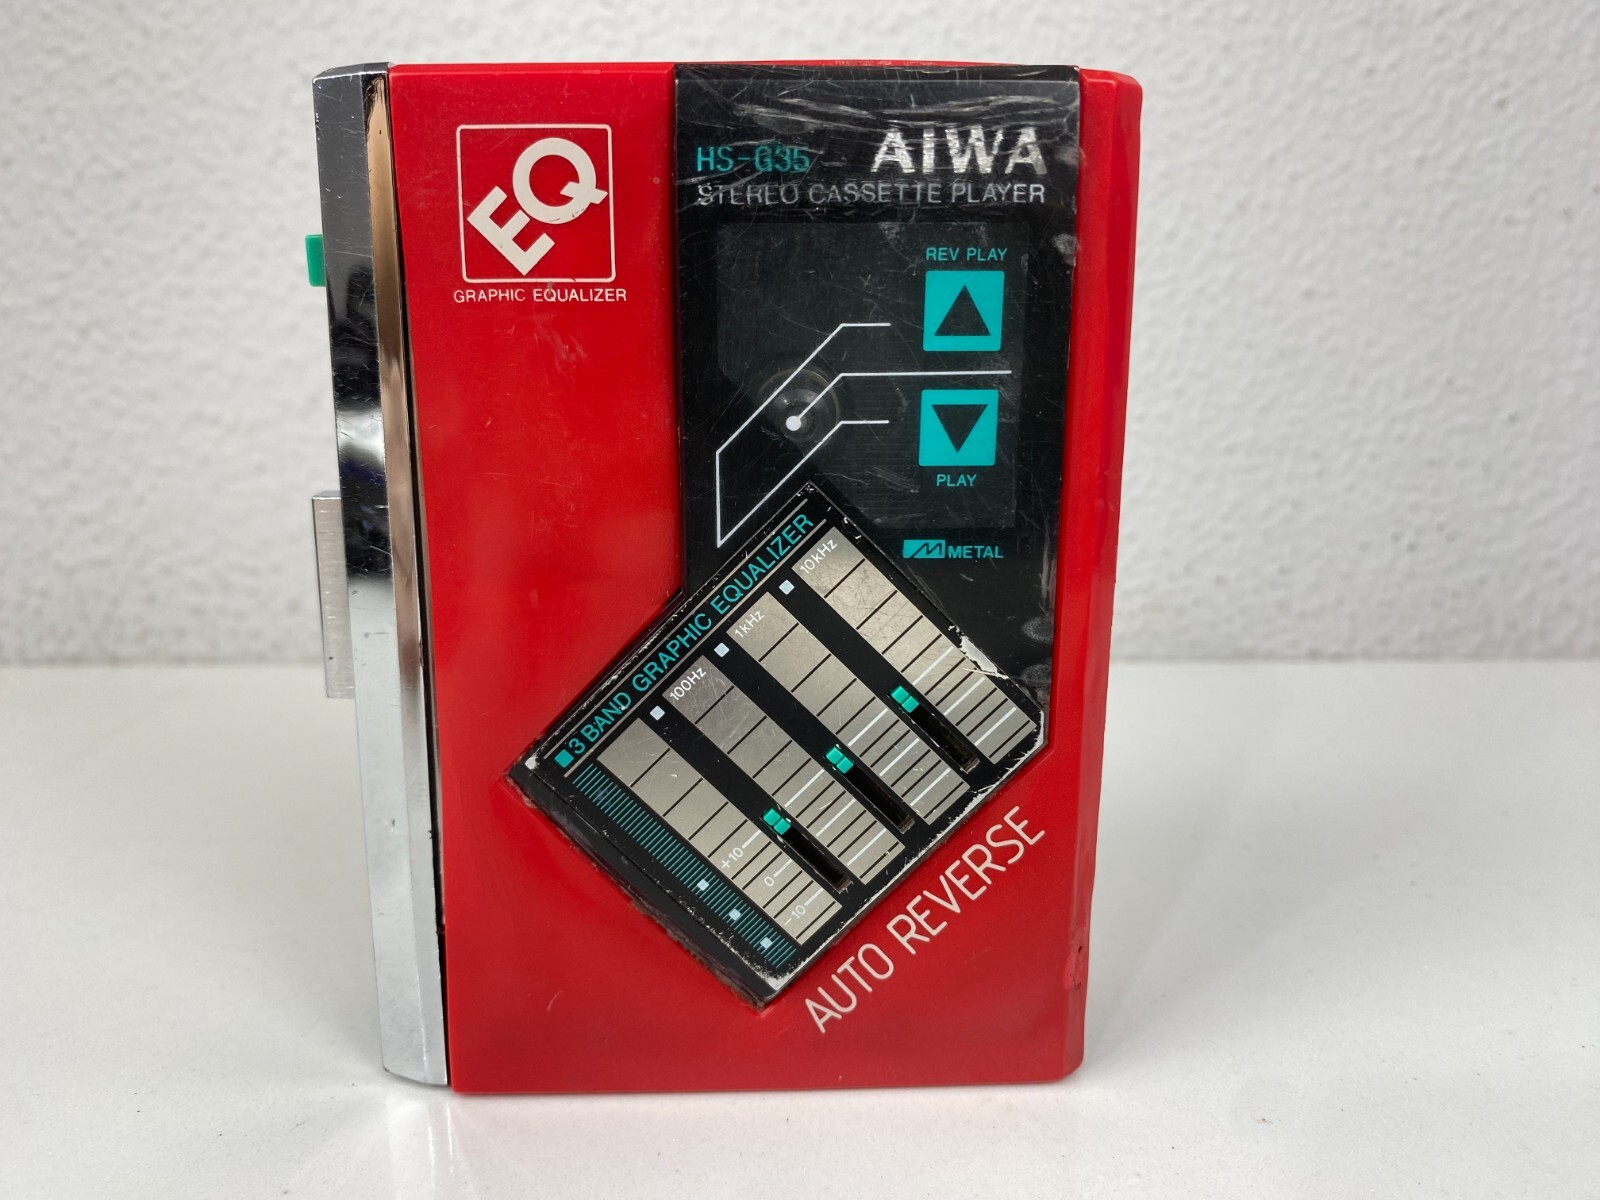 EQ
GRAPHIC EQUALIZER
HS-G35 AIWA
STEREO CASSETTE PLAYER
REV PLAY
PLAY
METAL
3 BAND GRAPHIC EQUALIZER
100Hz
1kHz
10kHz
+10
0
-10
AUTO REVERSE